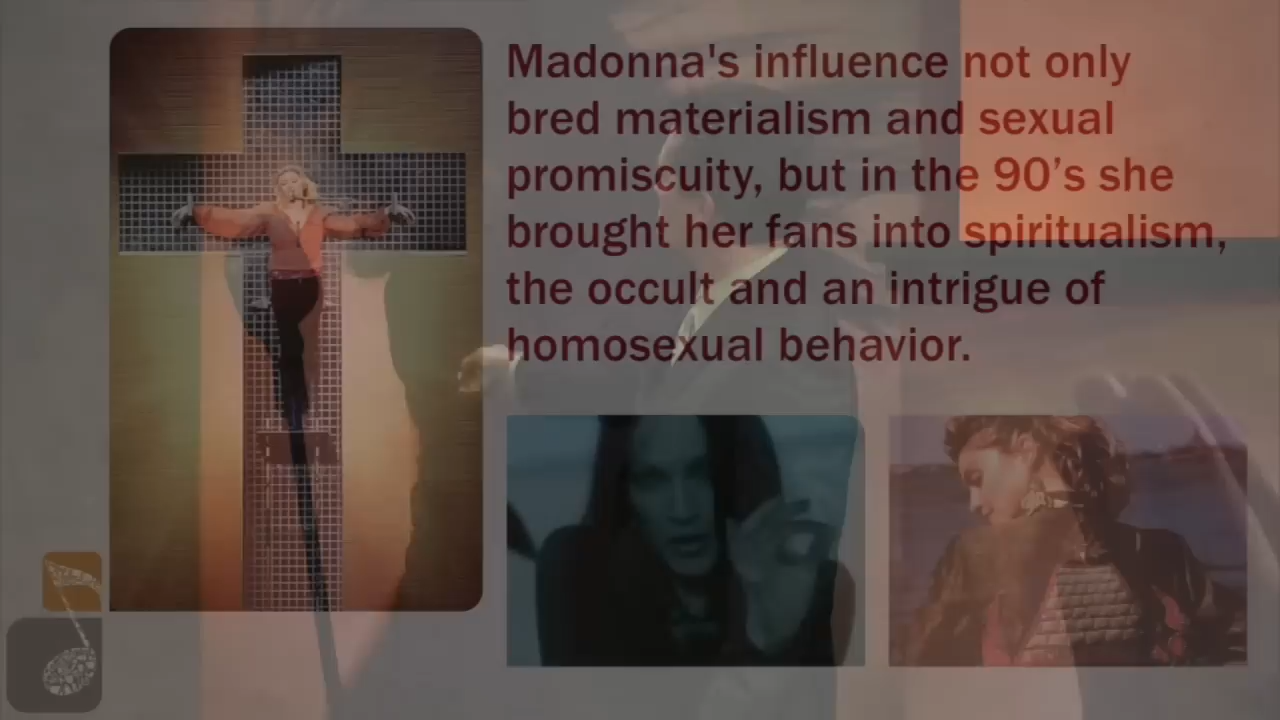 Madonna's influence not only
bred materialism and sexual
promiscuity, but in the 90’s she
brought her fans into spiritualism,
the occult and an intrigue of
homosexual behavior.